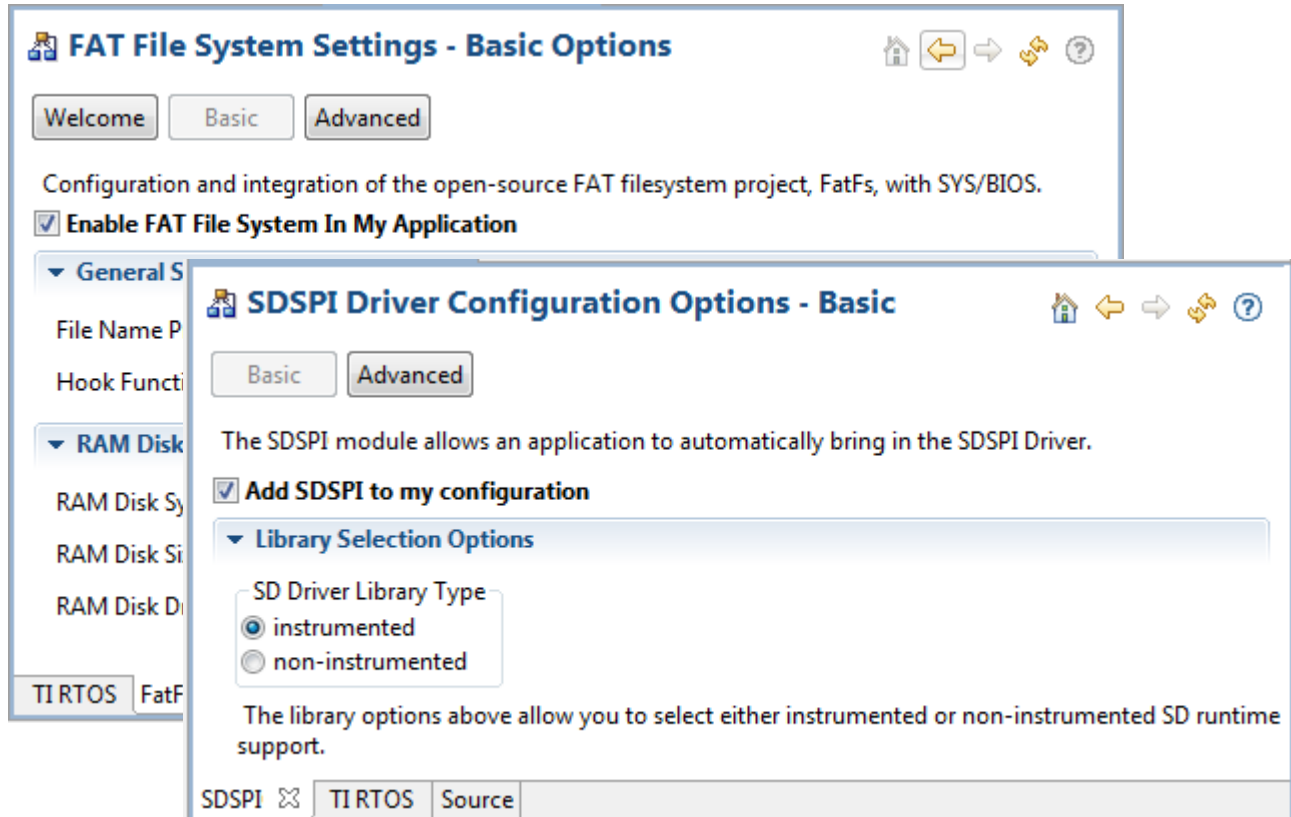 FAT File System Settings - Basic Options
Welcome Basic Advanced
Configuration and integration of the open-source FAT filesystem project, FatFs, with SYS/BIOS.
Enable FAT File System In My Application
General S
File Name P
Hook Functi
RAM Disk
RAM Disk Sy
RAM Disk Si
RAM Disk D
TI RTOS FatF
SDSPI Driver Configuration Options - Basic
Basic Advanced
The SDSPI module allows an application to automatically bring in the SDSPI Driver.
Add SDSPI to my configuration
Library Selection Options
SD Driver Library Type
instrumented
non-instrumented
The library options above allow you to select either instrumented or non-instrumented SD runtime
support.
SDSPI TI RTOS Source